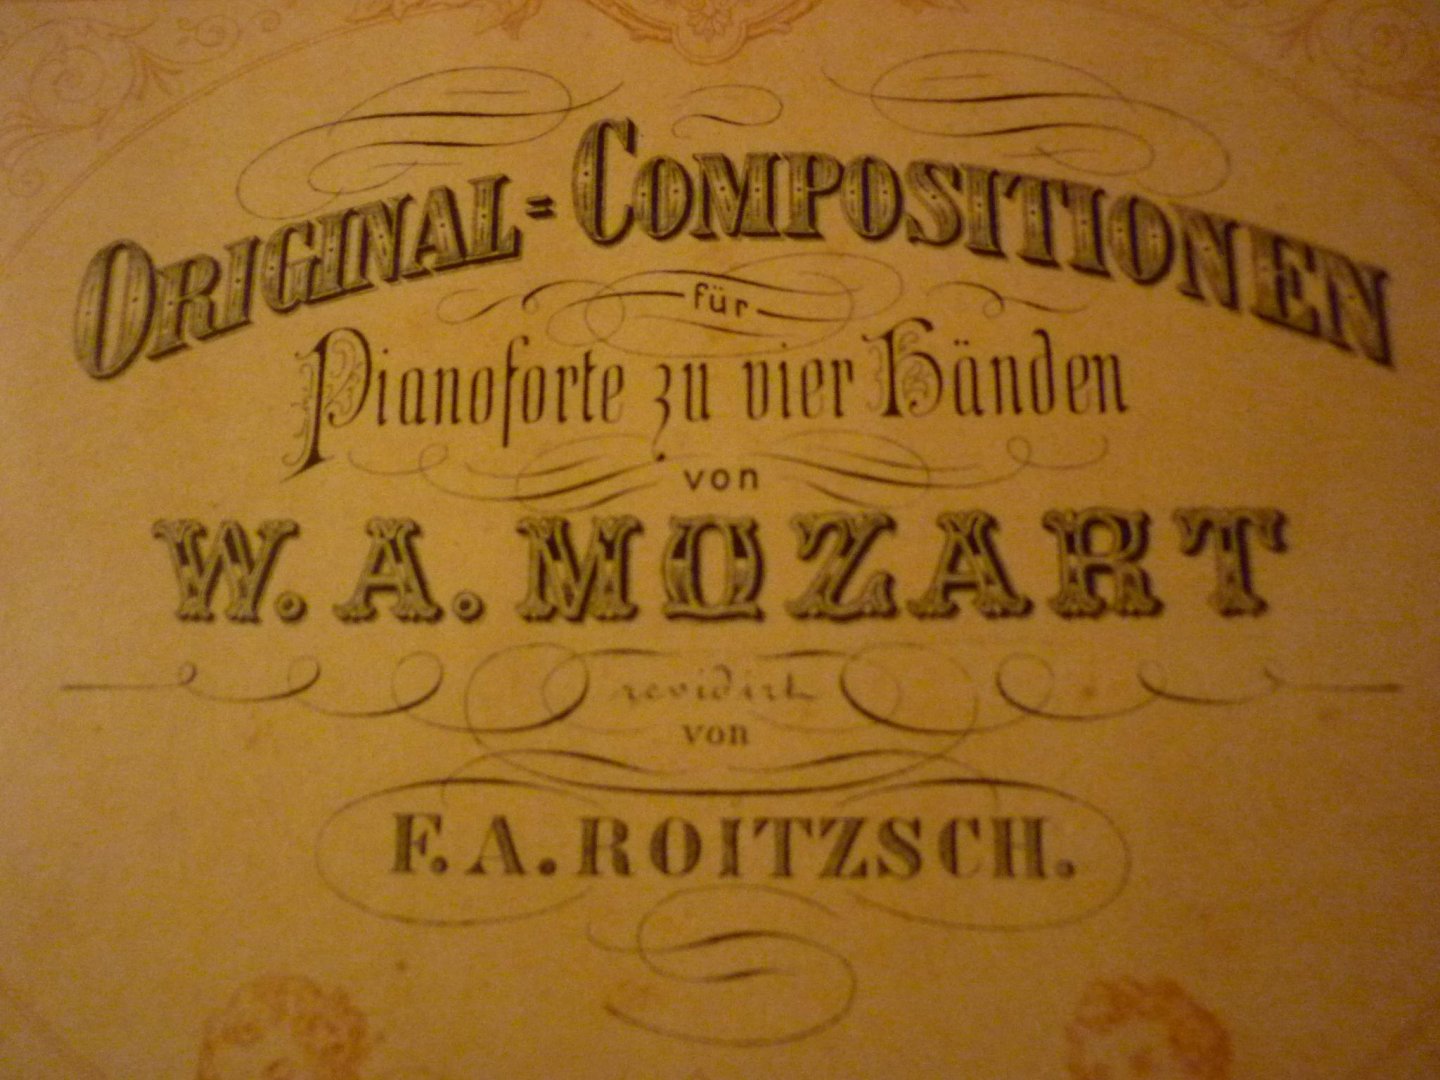 ORIGINAL=COMPOSITIONEN
für
Pianoforte zu vier Händen
von
W. A. MOZART
revidirt
von
F. A. ROITZSCH.